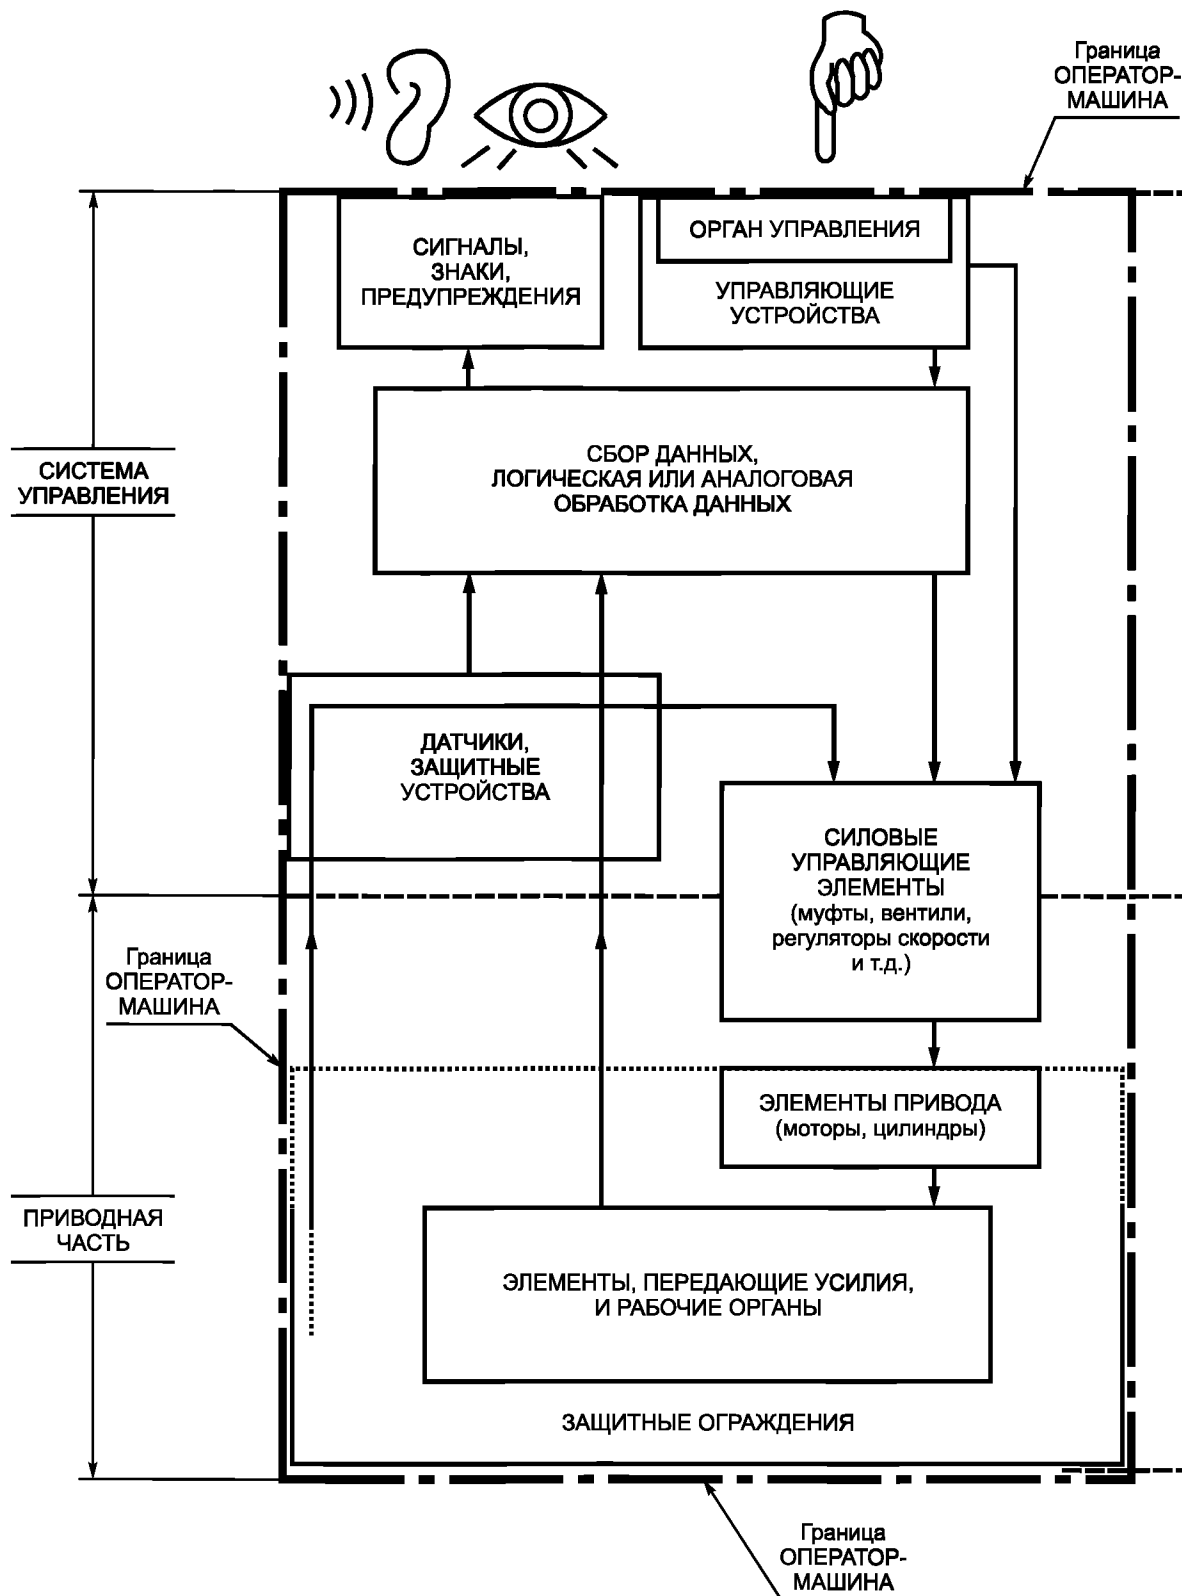 Граница
ОПЕРАТОР-
МАШИНА
СИГНАЛЫ,
ЗНАКИ,
ПРЕДУПРЕЖДЕНИЯ
ОРГАН УПРАВЛЕНИЯ
УПРАВЛЯЮЩИЕ
УСТРОЙСТВА
СИСТЕМА
УПРАВЛЕНИЯ
СБОР ДАННЫХ,
ЛОГИЧЕСКАЯ ИЛИ АНАЛОГОВАЯ
ОБРАБОТКА ДАННЫХ
ДАТЧИКИ,
ЗАЩИТНЫЕ
УСТРОЙСТВА
СИЛОВЫЕ
УПРАВЛЯЮЩИЕ
ЭЛЕМЕНТЫ
(муфты, вентили,
регуляторы скорости
и т.д.)
Граница
ОПЕРАТОР-
МАШИНА
ЭЛЕМЕНТЫ ПРИВОДА
(моторы, цилиндры)
ПРИВОДНАЯ
ЧАСТЬ
ЭЛЕМЕНТЫ, ПЕРЕДАЮЩИЕ УСИЛИЯ,
И РАБОЧИЕ ОРГАНЫ
ЗАЩИТНЫЕ ОГРАЖДЕНИЯ
Граница
ОПЕРАТОР-
МАШИНА